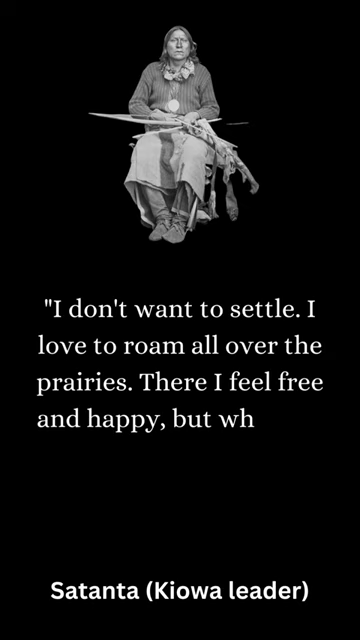 "I don't want to settle. I
love to roam all over the
prairies. There I feel free
and happy, but wh
Satanta (Kiowa leader)